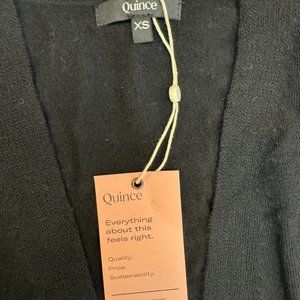 Quince
XS
Quince
Everything
about this
feels right.
Quality.
Price.
Sustainability.